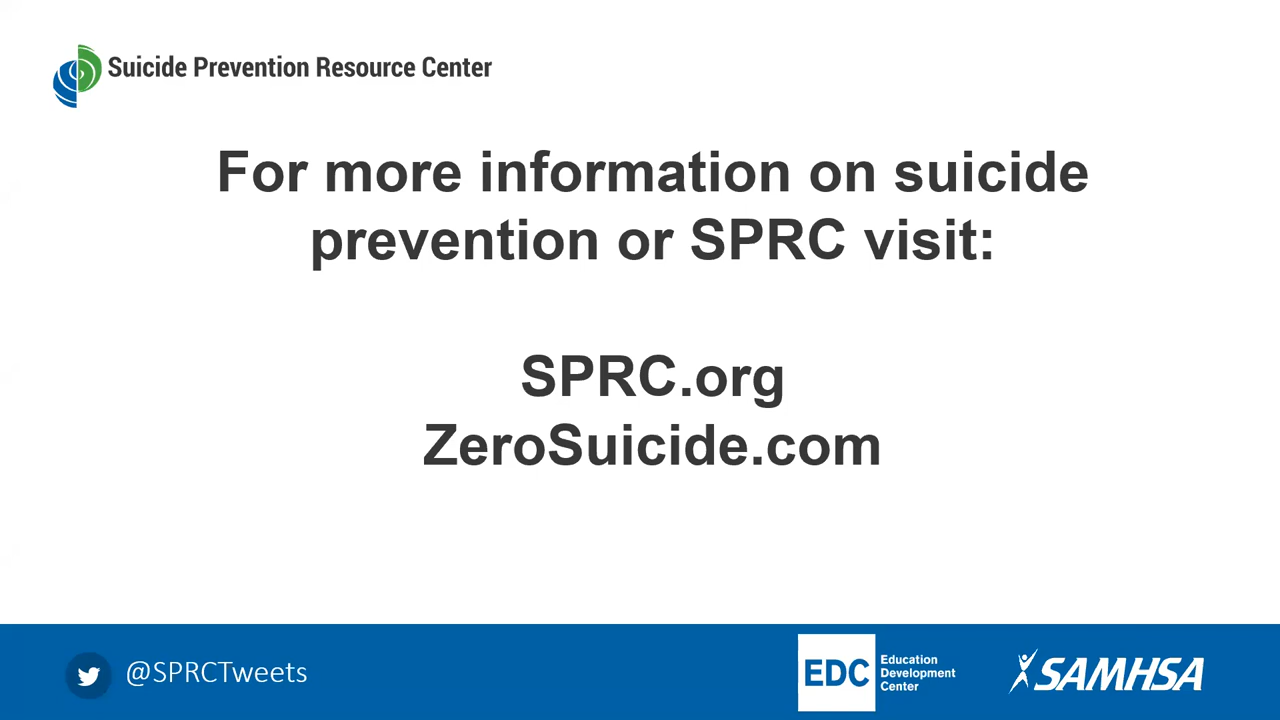 Suicide Prevention Resource Center
For more information on suicide
prevention or SPRC visit:
SPRC.org
ZeroSuicide.com
@SPRCTweets
EDC
Education
Development
Center
SAMHSA